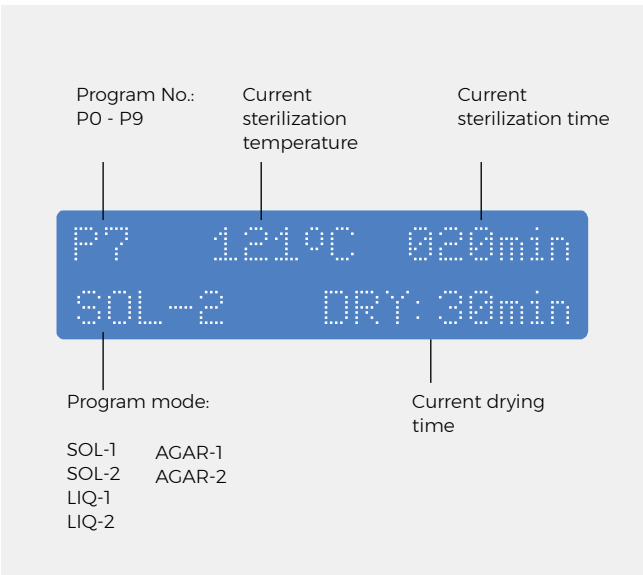 Program No.:
P0 - P9
Current
sterilization
temperature
Current
sterilization time
P7 121ºC 020min
SOL-2 DRY: 30min
Program mode:
SOL-1
SOL-2
LIQ-1
LIQ-2
AGAR-1
AGAR-2
Current drying
time